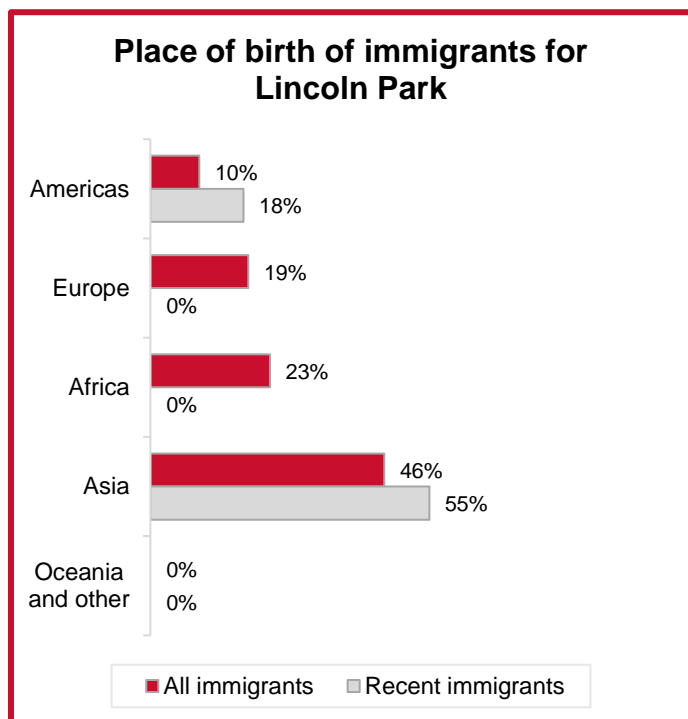 Place of birth of immigrants for
Lincoln Park
Americas
10%
18%
Europe
19%
0%
Africa
23%
0%
Asia
46%
55%
Oceania
and other
0%
0%
All immigrants
Recent immigrants